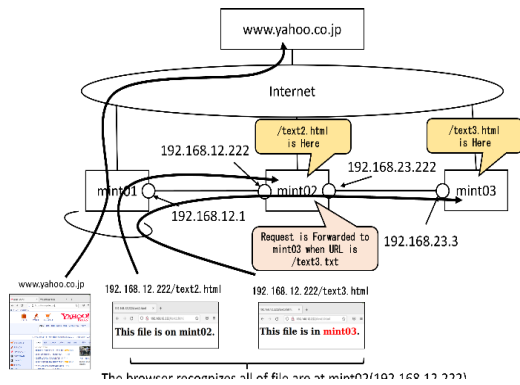 www.yahoo.co.jp
Internet
/text2.html
is Here
/text3.html
is Here
192.168.12.222
192.168.23.222
mint01
mint02
mint03
192.168.12.1
192.168.23.3
Request is Forwarded to
mint03 when URL is
/text3.txt
www.yahoo.co.jp
192.168.12.222/text2.html
192.168.12.222/text3.html
YAHOO!
This file is on mint02.
This file is in mint03.
The browser recognizes all of file are at mint02(192.168.12.222)